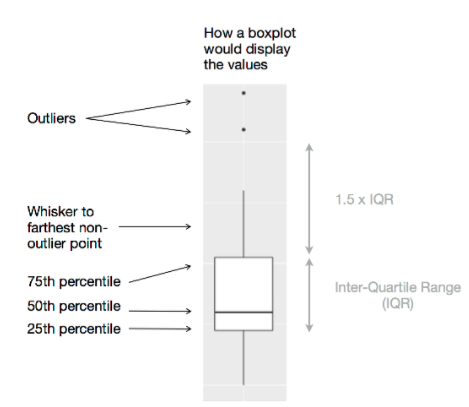 How a boxplot
would display
the values
Outliers
1.5 x IQR
Whisker to
farthest non-
outlier point
75th percentile
Inter-Quartile Range
(IQR)
50th percentile
25th percentile